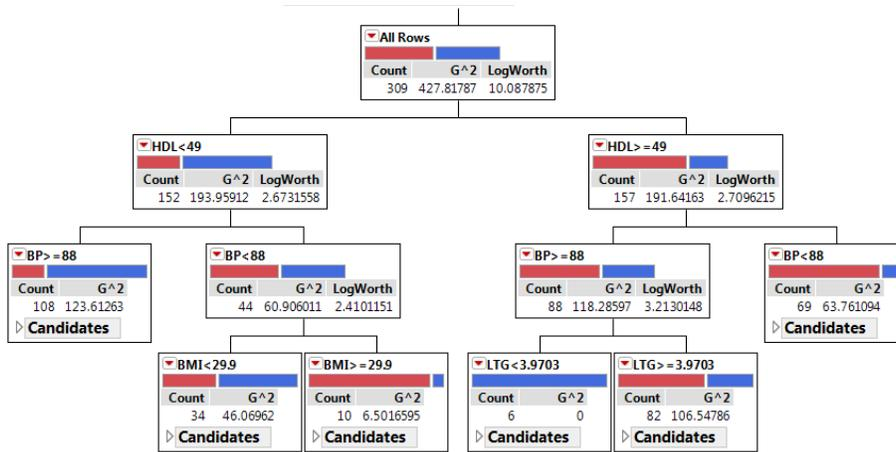 All Rows
Count G^2 LogWorth
309 427.81787 10.087875
HDL<49
Count G^2 LogWorth
152 193.95912 2.6731558
HDL>=49
Count G^2 LogWorth
157 191.64163 2.7096215
BP>=88
Count G^2
108 123.61263
Candidates
BP<88
Count G^2 LogWorth
44 60.906011 2.4101151
BP>=88
Count G^2 LogWorth
88 118.28597 3.2130148
BP<88
Count G^2
69 63.761094
Candidates
BMI<29.9
Count G^2
34 46.06962
Candidates
BMI>=29.9
Count G^2
10 6.5016595
Candidates
LTG<3.9703
Count G^2
6 0
Candidates
LTG>=3.9703
Count G^2
82 106.54786
Candidates